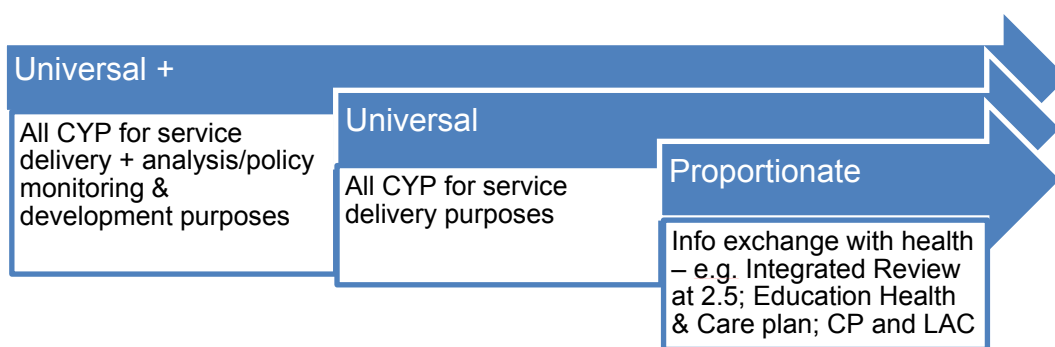 Universal +
All CYP for service
delivery + analysis/policy
monitoring &
development purposes
Universal
All CYP for service
delivery purposes
Proportionate
Info exchange with health
– e.g. Integrated Review
at 2.5; Education Health
& Care plan; CP and LAC